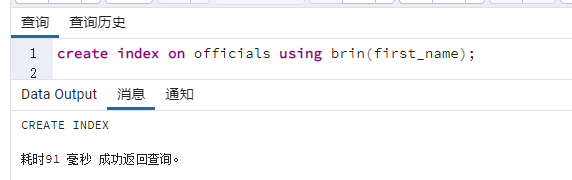 查询 查询历史
1 create index on officials using brin(first_name);
2
Data Output 消息 通知
CREATE INDEX
耗时91 毫秒 成功返回查询。